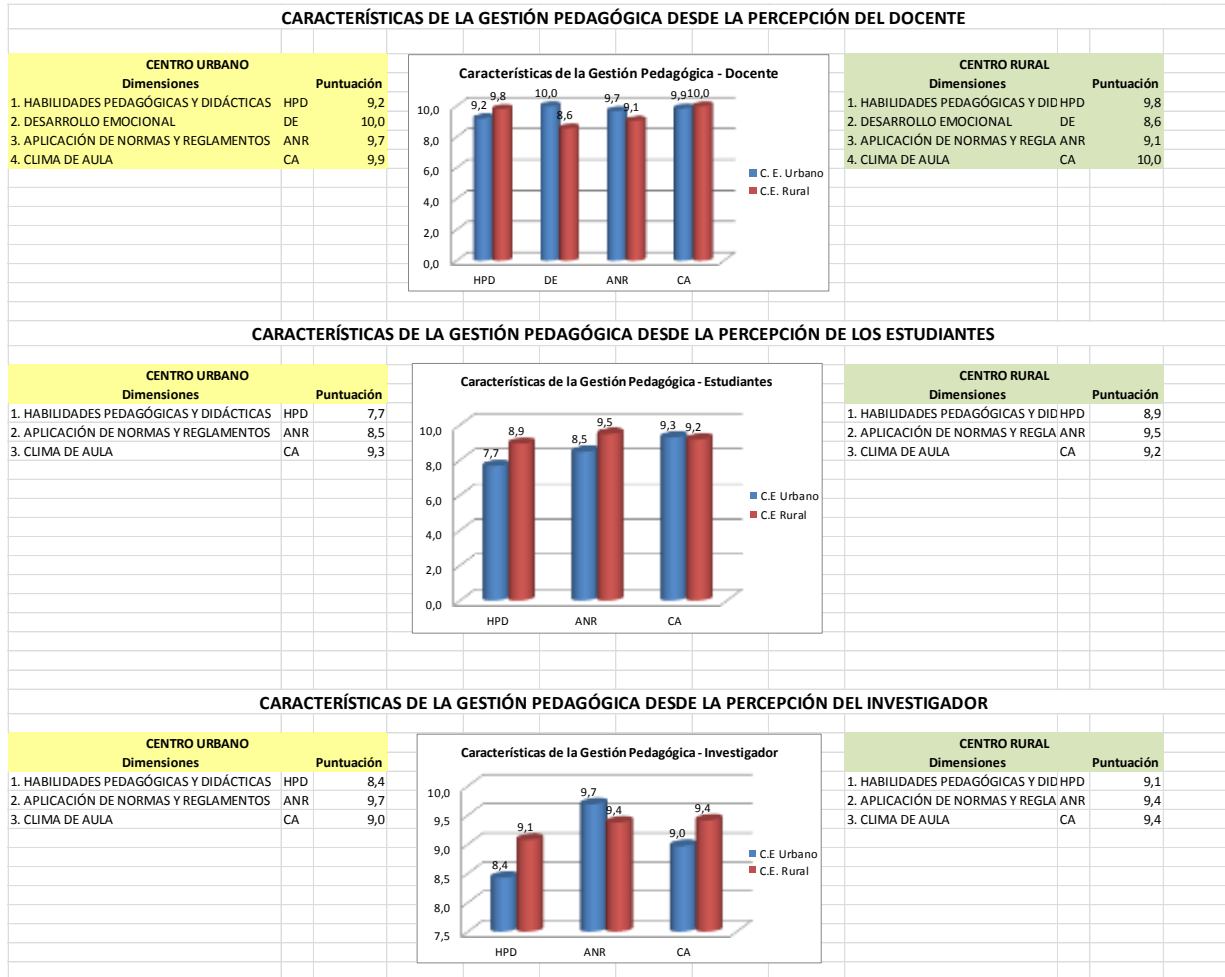 CARACTERÍSTICAS DE LA GESTIÓN PEDAGÓGICA DESDE LA PERCEPCIÓN DEL DOCENTE
CENTRO URBANO
Dimensiones Puntuación
1. HABILIDADES PEDAGÓGICAS Y DIDÁCTICAS HPD 9,2
2. DESARROLLO EMOCIONAL DE 10,0
3. APLICACIÓN DE NORMAS Y REGLAMENTOS ANR 9,7
4. CLIMA DE AULA CA 9,9
Características de la Gestión Pedagógica - Docente
9,2 9,8 10,0 8,6 9,7 9,1 9,9 10,0
10,0
8,0
6,0
4,0
2,0
0,0
HPD DE ANR CA
C. E. Urbano
C.E. Rural
CENTRO RURAL
Dimensiones Puntuación
1. HABILIDADES PEDAGÓGICAS Y DID HPD 9,8
2. DESARROLLO EMOCIONAL DE 8,6
3. APLICACIÓN DE NORMAS Y REGLA ANR 9,1
4. CLIMA DE AULA CA 10,0
CARACTERÍSTICAS DE LA GESTIÓN PEDAGÓGICA DESDE LA PERCEPCIÓN DE LOS ESTUDIANTES
CENTRO URBANO
Dimensiones Puntuación
1. HABILIDADES PEDAGÓGICAS Y DIDÁCTICAS HPD 7,7
2. APLICACIÓN DE NORMAS Y REGLAMENTOS ANR 8,5
3. CLIMA DE AULA CA 9,3
Características de la Gestión Pedagógica - Estudiantes
7,7 8,9 8,5 9,5 9,3 9,2
10,0
8,0
6,0
4,0
2,0
0,0
HPD ANR CA
C.E Urbano
C.E Rural
CENTRO RURAL
Dimensiones Puntuación
1. HABILIDADES PEDAGÓGICAS Y DID HPD 8,9
2. APLICACIÓN DE NORMAS Y REGLA ANR 9,5
3. CLIMA DE AULA CA 9,2
CARACTERÍSTICAS DE LA GESTIÓN PEDAGÓGICA DESDE LA PERCEPCIÓN DEL INVESTIGADOR
CENTRO URBANO
Dimensiones Puntuación
1. HABILIDADES PEDAGÓGICAS Y DIDÁCTICAS HPD 8,4
2. APLICACIÓN DE NORMAS Y REGLAMENTOS ANR 9,7
3. CLIMA DE AULA CA 9,0
Características de la Gestión Pedagógica - Investigador
8,4 9,1 9,7 9,4 9,0 9,4
10,0
9,5
9,0
8,5
8,0
7,5
HPD ANR CA
C.E Urbano
C.E. Rural
CENTRO RURAL
Dimensiones Puntuación
1. HABILIDADES PEDAGÓGICAS Y DID HPD 9,1
2. APLICACIÓN DE NORMAS Y REGLA ANR 9,4
3. CLIMA DE AULA CA 9,4